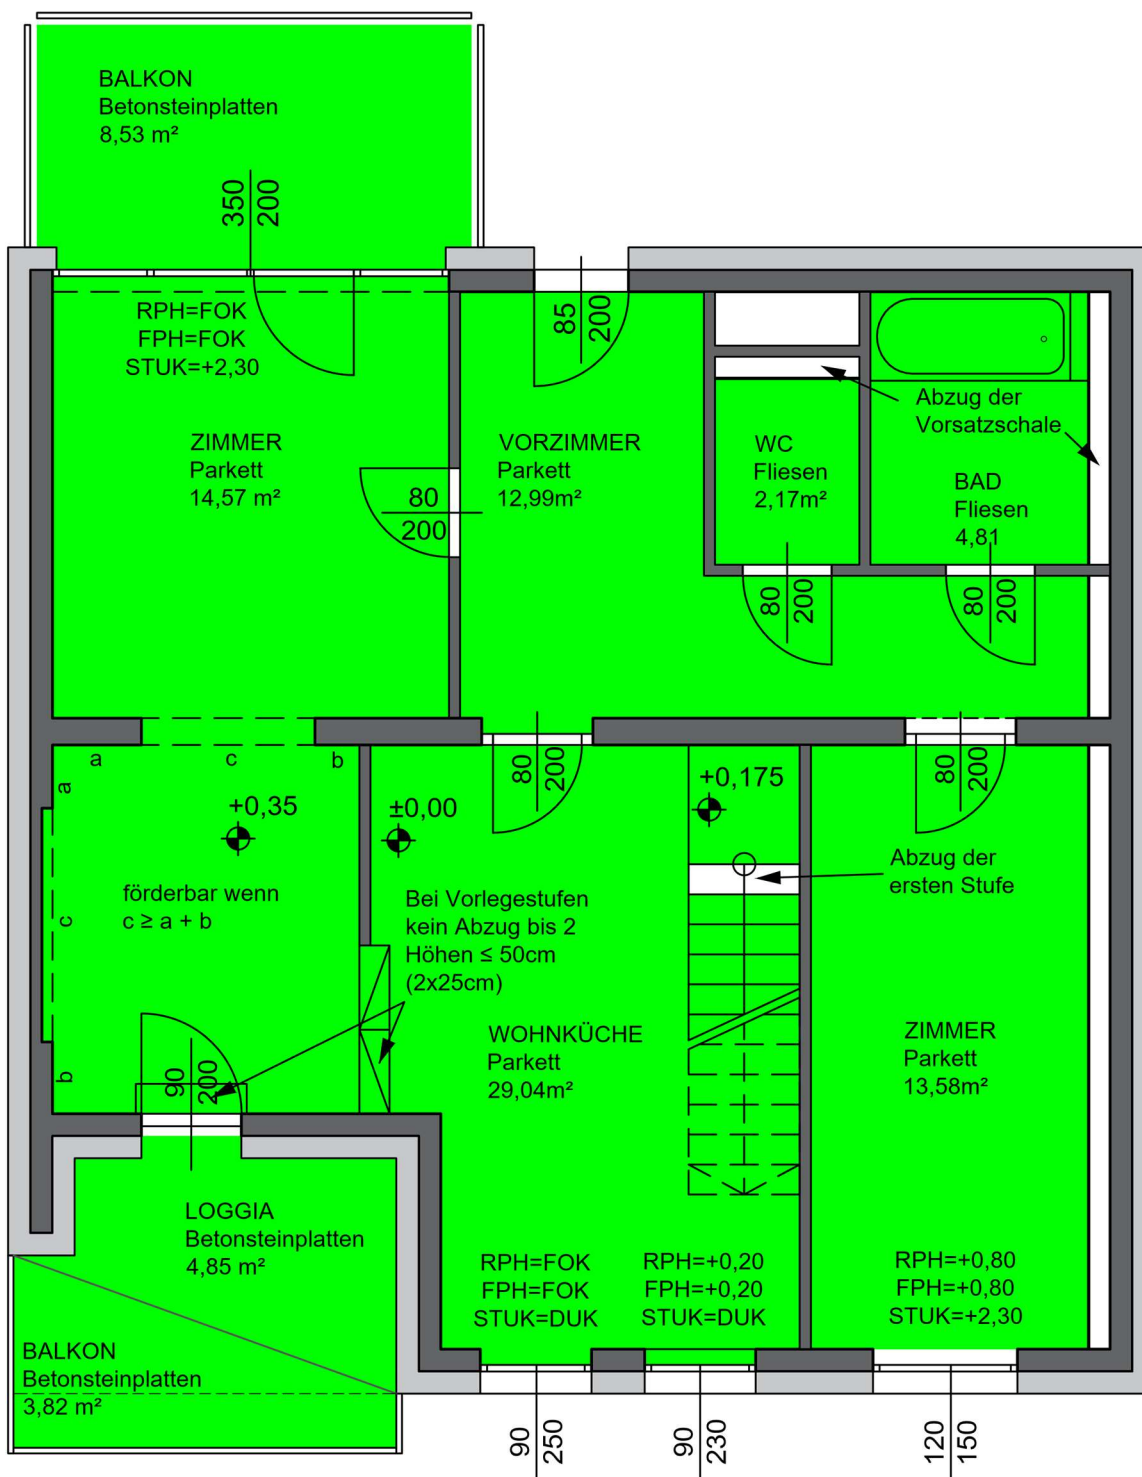 BALKON
Betonsteinplatten
8,53 m²
350
200
RPH=FOK
FPH=FOK
STUK=+2,30
85
200
ZIMMER
Parkett
14,57 m²
80
200
VORZIMMER
Parkett
12,99m²
WC
Fliesen
2,17m²
Abzug der
Vorsatzschale
BAD
Fliesen
4,81
80
200
80
200
a
c
b
a
c
b
+0,35
förderbar wenn
c ≥ a + b
±0,00
80
200
+0,175
80
200
Bei Vorlegestufen
kein Abzug bis 2
Höhen ≤ 50cm
(2x25cm)
Abzug der
ersten Stufe
90
200
WOHNKÜCHE
Parkett
29,04m²
ZIMMER
Parkett
13,58m²
LOGGIA
Betonsteinplatten
4,85 m²
RPH=FOK
FPH=FOK
STUK=DUK
RPH=+0,20
FPH=+0,20
STUK=DUK
RPH=+0,80
FPH=+0,80
STUK=+2,30
BALKON
Betonsteinplatten
3,82 m²
90
250
90
230
120
150